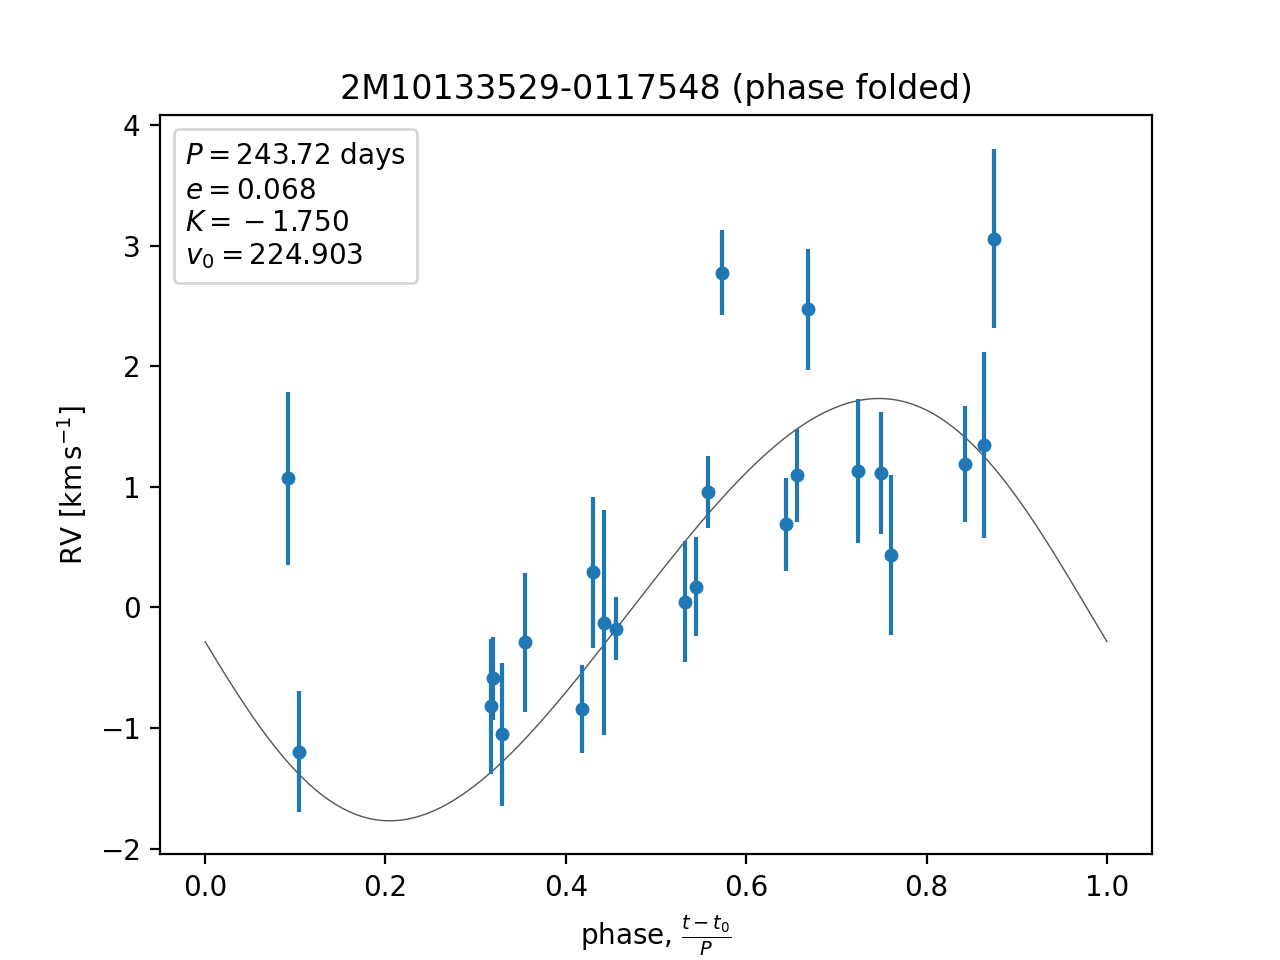 2M10133529-0117548 (phase folded)
P = 243.72 days
e = 0.068
K = −1.750
v₀ = 224.903
4
3
2
1
0
−1
−2
RV [km s⁻¹]
0.0 0.2 0.4 0.6 0.8 1.0
phase, (t − t₀)/P